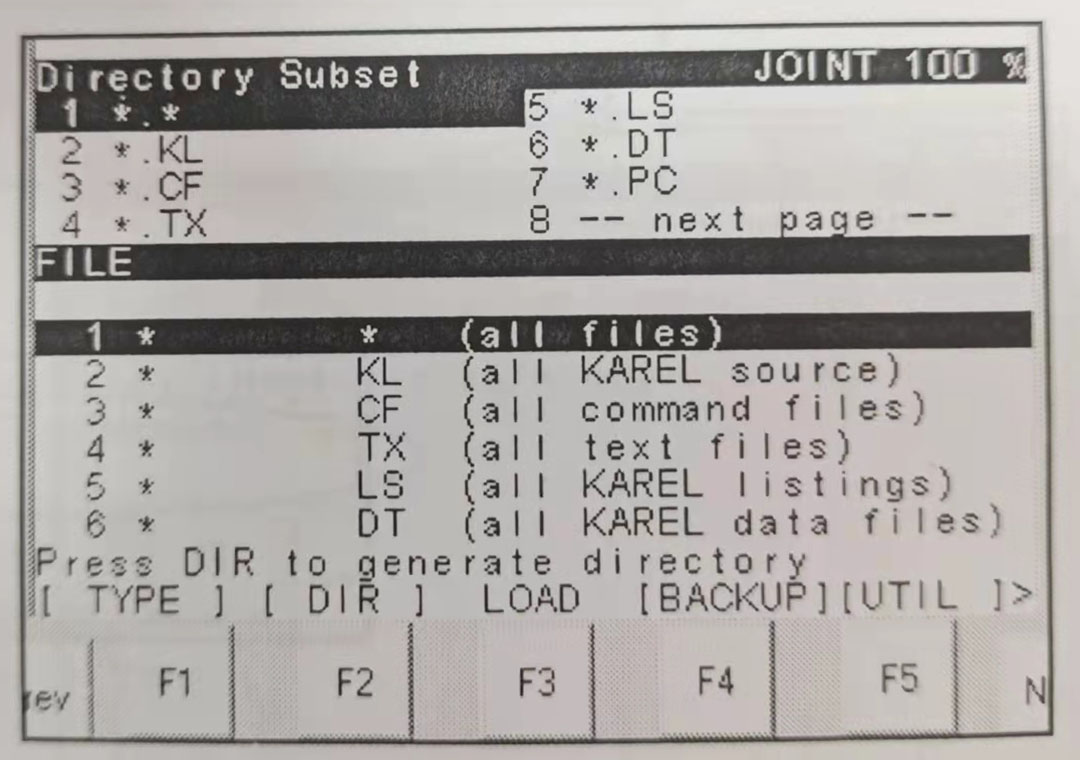 Directory Subset JOINT 100 %
1 *.* 5 *.LS
2 *.KL 6 *.DT
3 *.CF 7 *.PC
4 *.TX 8 -- next page --
FILE
1 * * (all files)
2 * KL (all KAREL source)
3 * CF (all command files)
4 * TX (all text files)
5 * LS (all KAREL listings)
6 * DT (all KAREL data files)
Press DIR to generate directory
[ TYPE ] [ DIR ] LOAD [BACKUP][UTIL ]>
rev F1 F2 F3 F4 F5 N